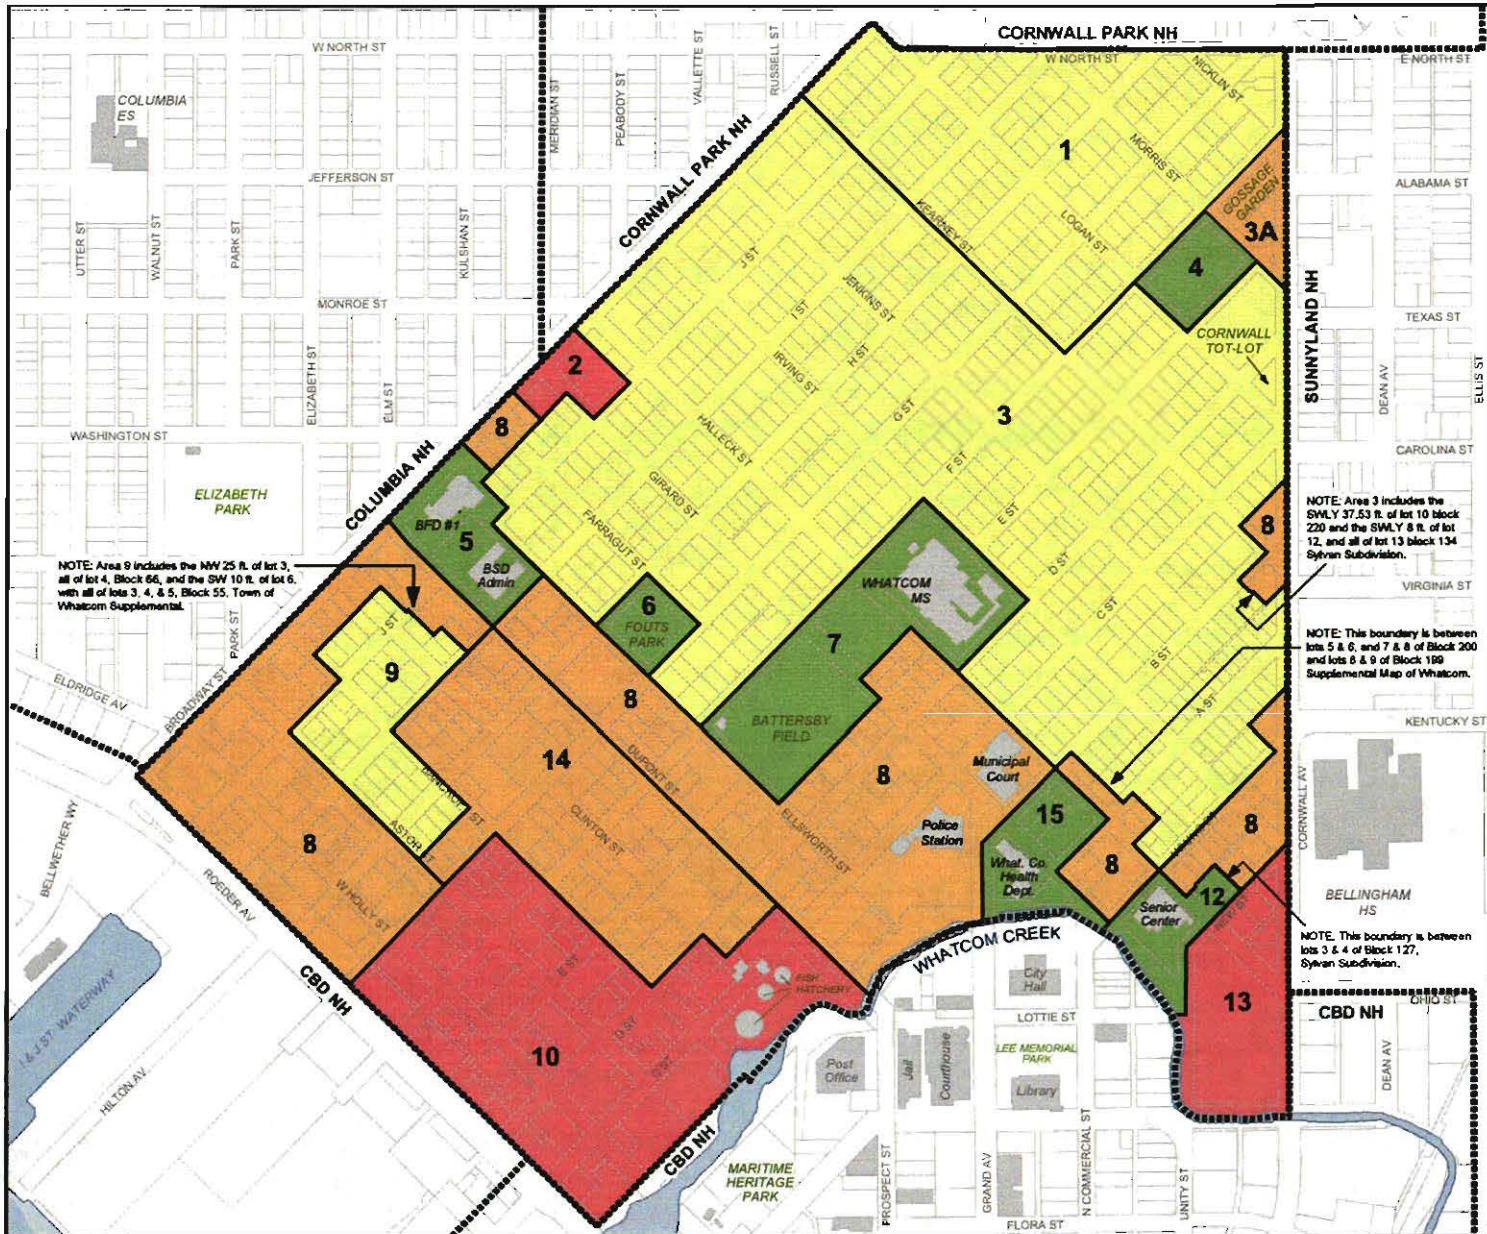 CORNWALL PARK NH
W NORTH ST
W NORTH ST
E NORTH ST
NICKLIN ST
COLUMBIA
ES
MERIDIAN ST
PEABODY ST
VALLETTE ST
RUSSELL ST
CORNWALL PARK NH
1
MORRIS ST
JEFFERSON ST
ALABAMA ST
GOSSAGE
GARDEN
3A
UTTER ST
WALNUT ST
PARK ST
KULSHAN ST
KEARNEY ST
LOGAN ST
4
J ST
JENKINS ST
SUNNYLAND NH
MONROE ST
I ST
TEXAS ST
CORNWALL
TOT-LOT
ELIZABETH ST
ELM ST
2
IRVING ST
H ST
DEAN AV
ELLIS ST
3
G ST
8
HALLECK ST
WASHINGTON ST
CAROLINA ST
COLUMBIA NH
F ST
GIRARD ST
ELIZABETH
PARK
E ST
NOTE: Area 3 includes the
SWLY 37.53 ft. of lot 10 block
220 and the SWLY 8 ft. of lot
12, and all of lot 13 block 134
Sylvan Subdivision.
8
BFD #1
5
FARRAGUT ST
BSD
Admin
D ST
NOTE: Area 9 includes the NW 25 ft. of lot 3,
all of lot 4, Block 66, and the SW 10 ft. of lot 6,
with all of lots 3, 4, & 5, Block 55, Town of
Whatcom Supplemental.
WHATCOM
MS
VIRGINIA ST
6
FOUTS
PARK
C ST
PARK ST
J ST
7
NOTE: This boundary is between
lots 5 & 6, and 7 & 8 of Block 200
and lots 8 & 9 of Block 199
Supplemental Map of Whatcom.
B ST
9
ELDRIDGE AV
BROADWAY ST
8
A ST
BATTERSBY
FIELD
KENTUCKY ST
DUPONT ST
14
8
Municipal
Court
BANCROFT ST
CLINTON ST
ELLSWORTH ST
15
8
CORNWALL AV
BELLWETHER WY
ASTOR ST
8
Police
Station
What. Co.
Health
Dept.
8
ROEDER AV
W HOLLY ST
12
BELLINGHAM
HS
Senior
Center
NEW ST
WHATCOM CREEK
NOTE. This boundary is between
lots 3 & 4 of Block 127,
Sylvan Subdivision.
CBD NH
E ST
FISH
HATCHERY
City
Hall
13
CBD NH
OHIO ST
LOTTIE ST
I & J ST. WATERWAY
D ST
10
C ST
LEE MEMORIAL
PARK
Post
Office
Jail
Courthouse
Library
DEAN AV
HILTON AV
CBD NH
MARITIME
HERITAGE
PARK
PROSPECT ST
GRAND AV
N COMMERCIAL ST
UNITY ST
FLORA ST